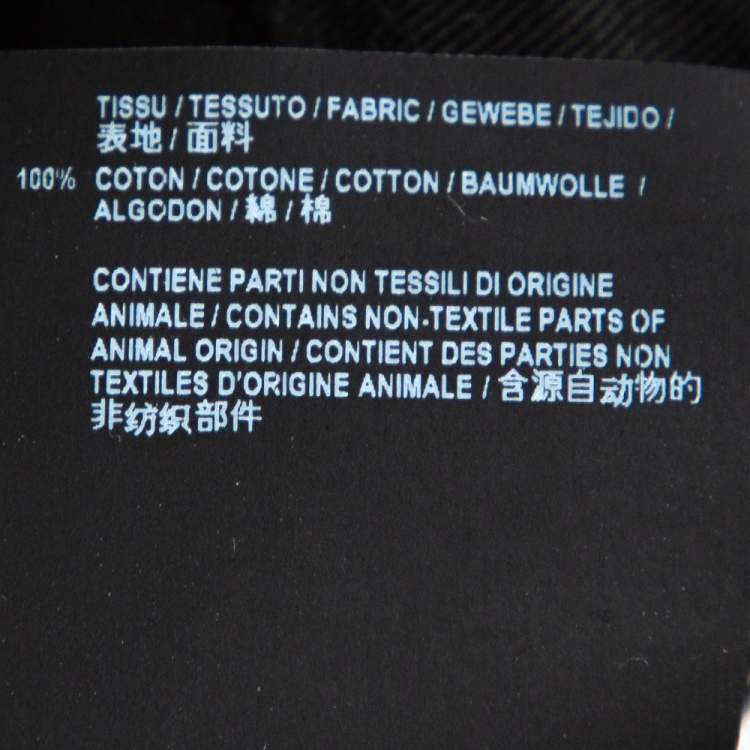 TISSU / TESSUTO / FABRIC / GEWEBE / TEJIDO /
表地 / 面料
100% COTON / COTONE / COTTON / BAUMWOLLE /
ALGODON / 綿 / 棉
CONTIENE PARTI NON TESSILI DI ORIGINE
ANIMALE / CONTAINS NON-TEXTILE PARTS OF
ANIMAL ORIGIN / CONTIENT DES PARTIES NON
TEXTILES D'ORIGINE ANIMALE / 含源自动物的
非纺织部件